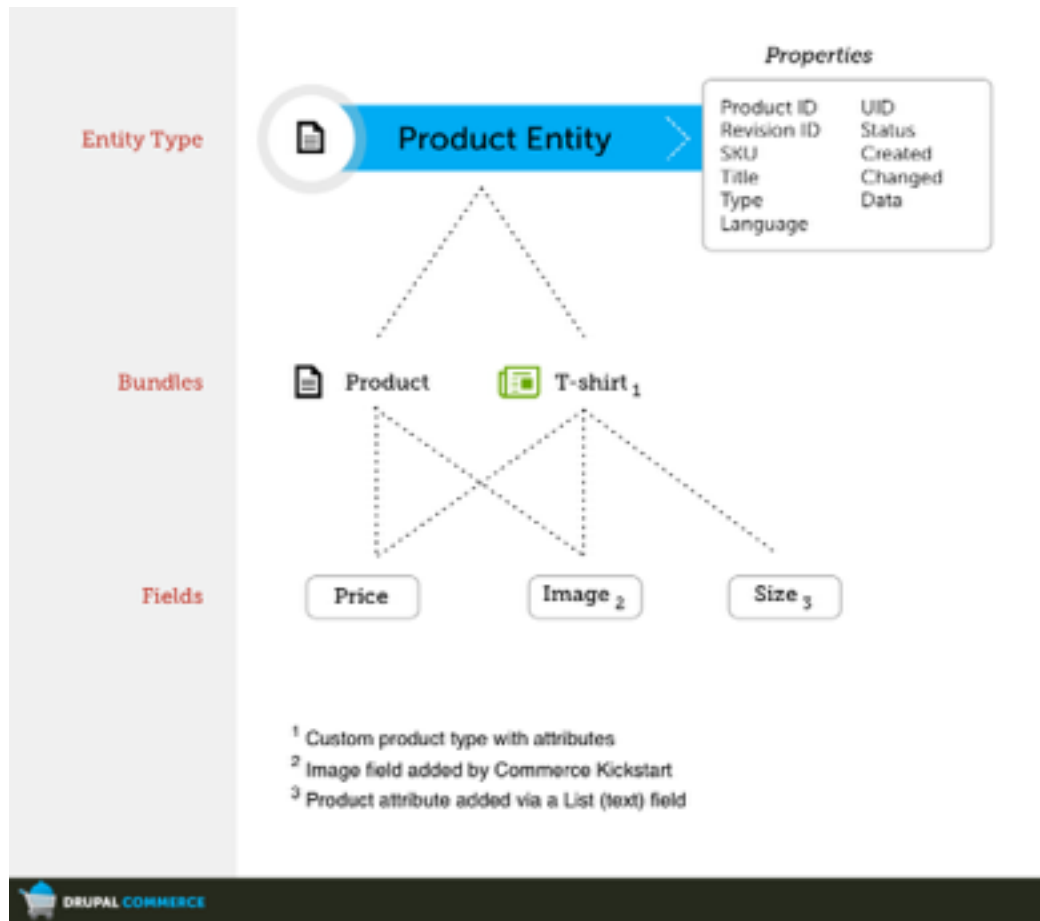 Properties
Entity Type
Product Entity
Product ID UID
Revision ID Status
SKU Created
Title Changed
Type Data
Language
Bundles
Product
T-shirt 1
Fields
Price
Image 2
Size 3
1 Custom product type with attributes
2 Image field added by Commerce Kickstart
3 Product attribute added via a List (text) field
DRUPAL COMMERCE